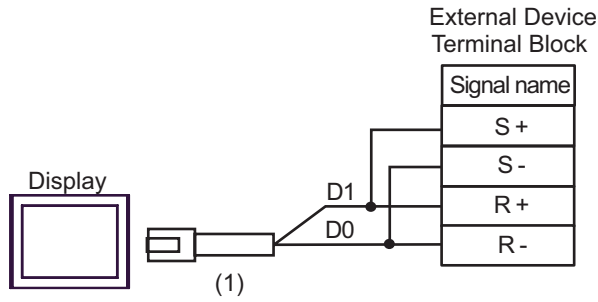 External Device
Terminal Block
Signal name
S +
S -
R +
R -
Display
D1
D0
(1)